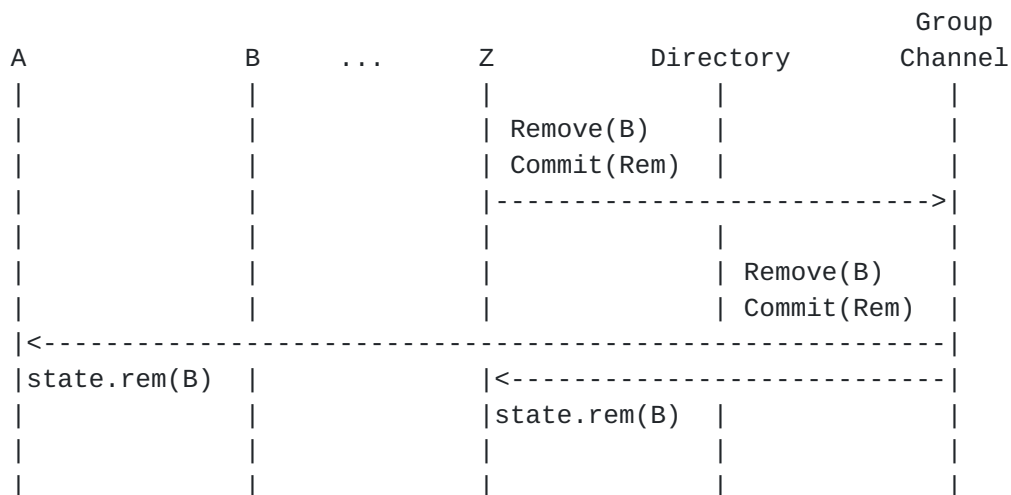 Group
A B ... Z Directory Channel
| | | | |
| | | Remove(B) | |
| | | Commit(Rem) | |
| | |---------------------------->|
| | | | |
| | | | Remove(B) |
| | | | Commit(Rem) |
|<----------------------------------------------------------|
|state.rem(B) | |<----------------------------|
| | |state.rem(B) | |
| | | | |
| | | | |